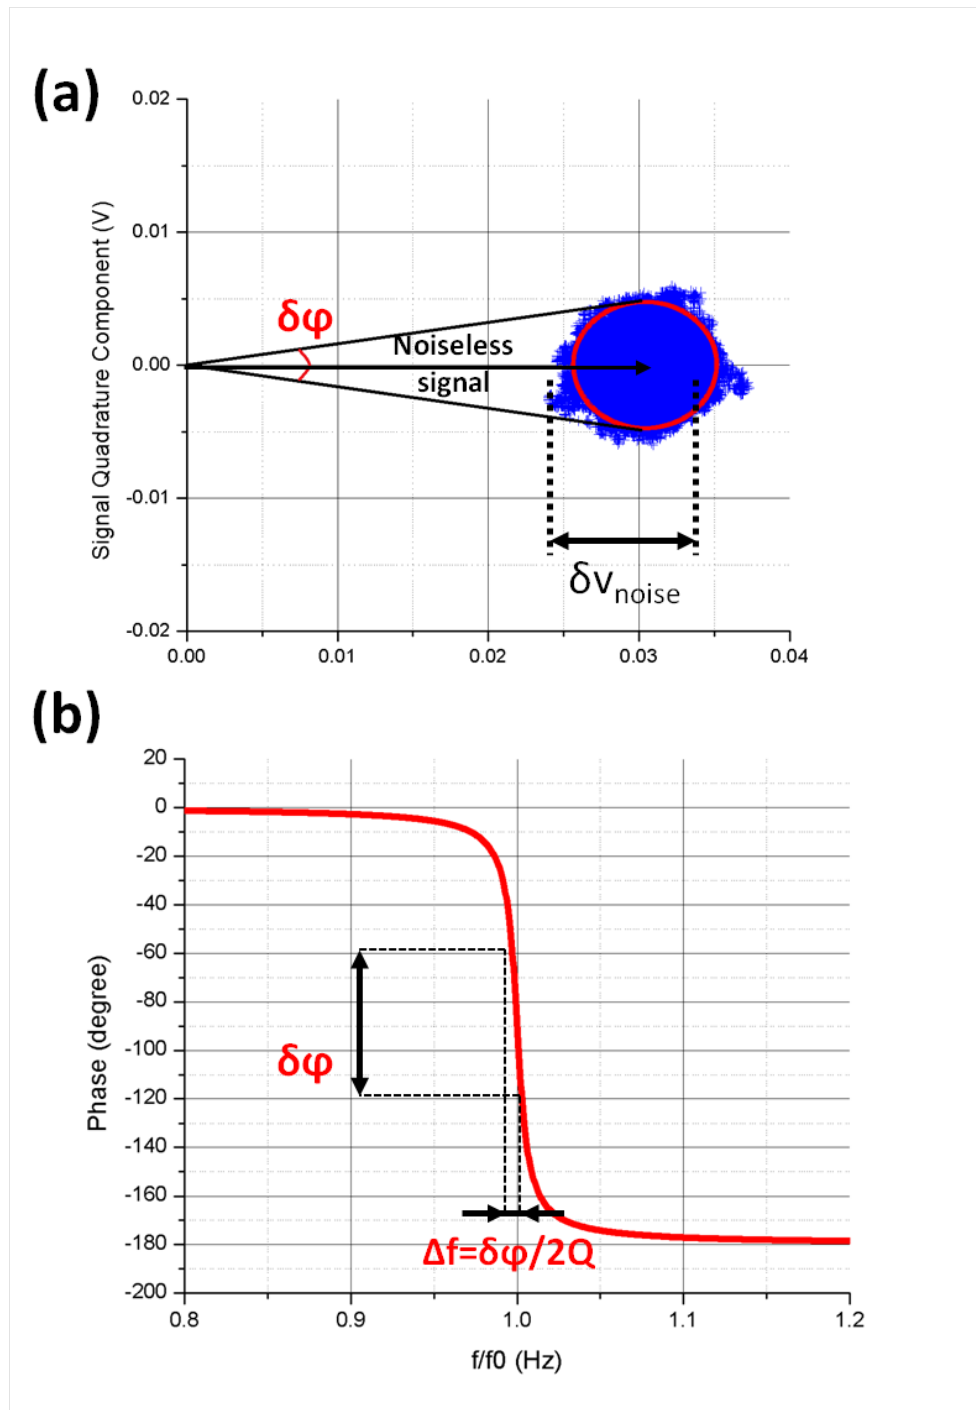 (a)
0.02
0.01
0.00
-0.01
-0.02
Signal Quadrature Component (V)
δφ
Noiseless
signal
δv_noise
0.00 0.01 0.02 0.03 0.04
(b)
20
0
-20
-40
-60
-80
-100
-120
-140
-160
-180
-200
Phase (degree)
δφ
Δf=δφ/2Q
0.8 0.9 1.0 1.1 1.2
f/f0 (Hz)